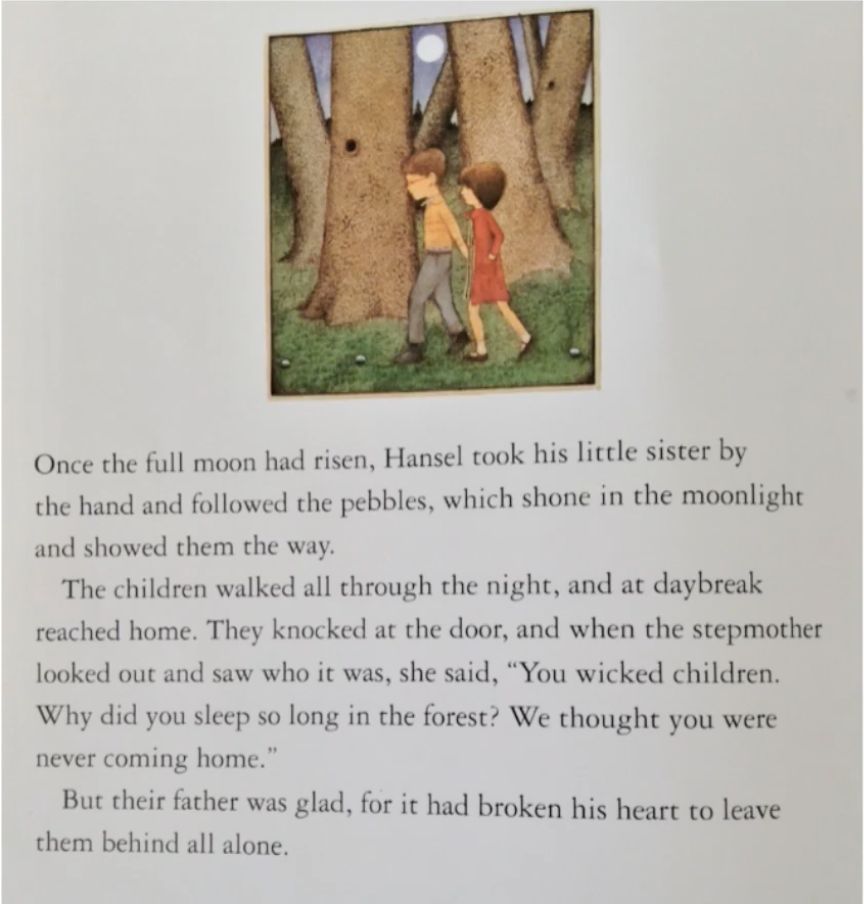 Once the full moon had risen, Hansel took his little sister by
the hand and followed the pebbles, which shone in the moonlight
and showed them the way.
The children walked all through the night, and at daybreak
reached home. They knocked at the door, and when the stepmother
looked out and saw who it was, she said, “You wicked children.
Why did you sleep so long in the forest? We thought you were
never coming home.”
But their father was glad, for it had broken his heart to leave
them behind all alone.